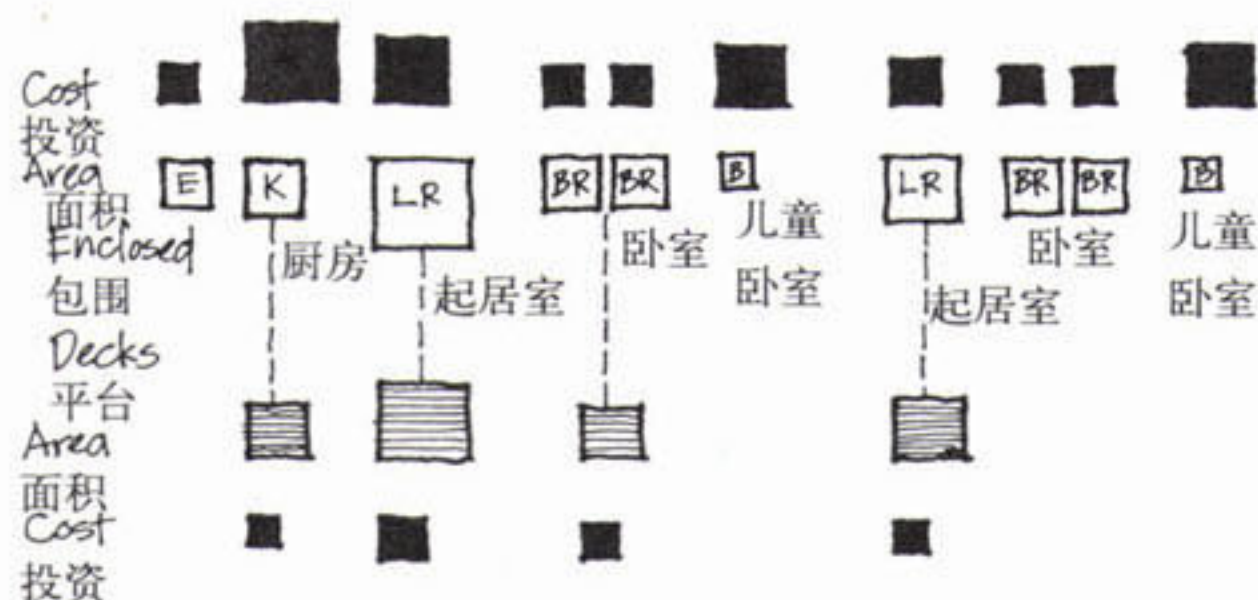 Cost
投资
Area
E K LR BR BR B LR BR BR B
面积
Enclosed
厨房 起居室 卧室 儿童卧室 起居室 卧室 儿童卧室
包围
Decks
平台
Area
面积
Cost
投资